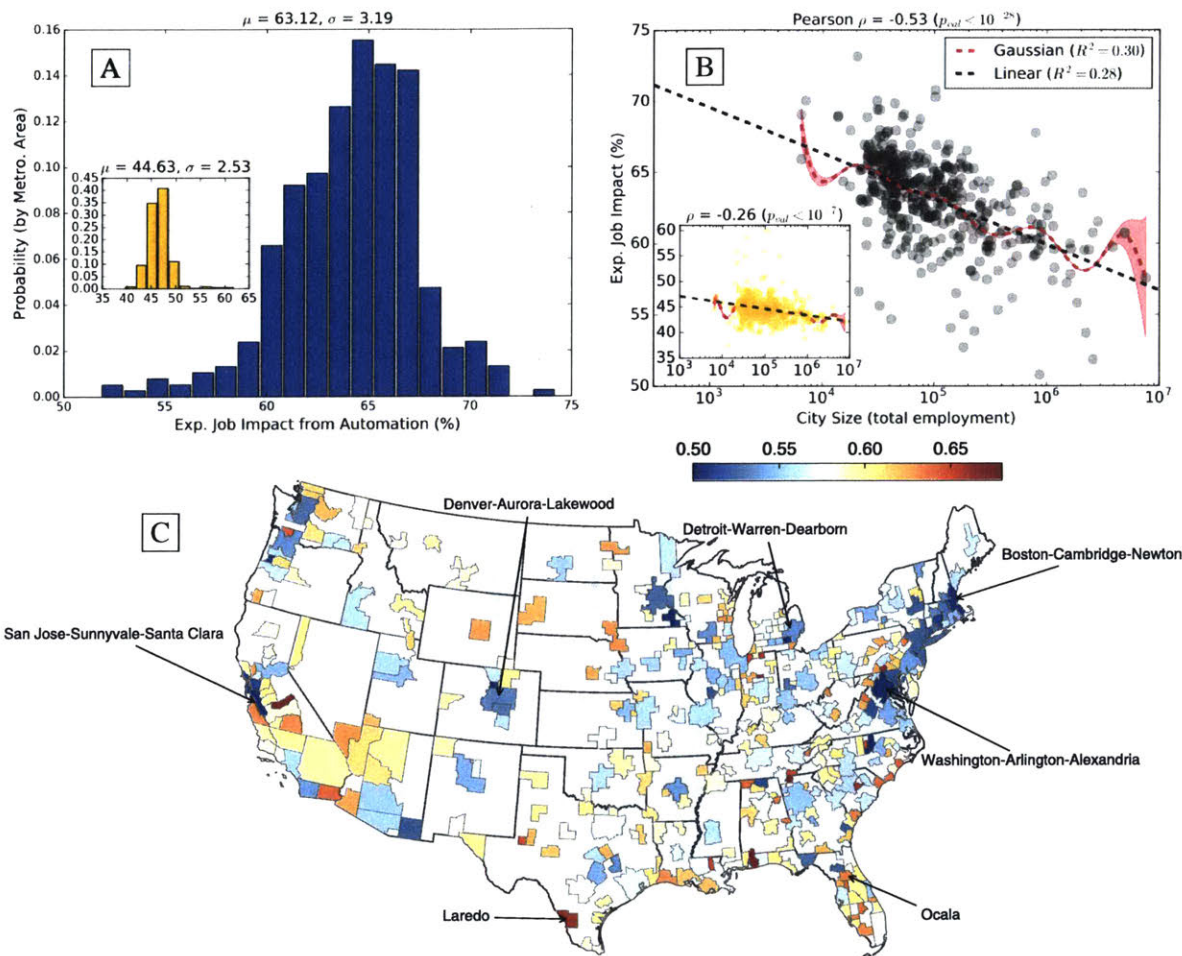 μ = 63.12, σ = 3.19
A
0.16
0.14
0.12
0.10
0.08
0.06
0.04
0.02
0.00
Probability (by Metro. Area)
50
55
60
65
70
75
Exp. Job Impact from Automation (%)
μ = 44.63, σ = 2.53
0.45
0.40
0.35
0.30
0.25
0.20
0.15
0.10
0.05
0.00
35 40 45 50 55 60 65
Pearson ρ = -0.53 (p_val < 10^-28)
B
Gaussian (R² = 0.30)
Linear (R² = 0.28)
75
70
65
60
55
50
Exp. Job Impact (%)
10³
10⁴
10⁵
10⁶
10⁷
City Size (total employment)
ρ = -0.26 (p_val < 10^-7)
60
55
50
45
40
35
10³ 10⁴ 10⁵ 10⁶ 10⁷
0.50 0.55 0.60 0.65
C
Denver-Aurora-Lakewood
Detroit-Warren-Dearborn
Boston-Cambridge-Newton
San Jose-Sunnyvale-Santa Clara
Washington-Arlington-Alexandria
Laredo
Ocala